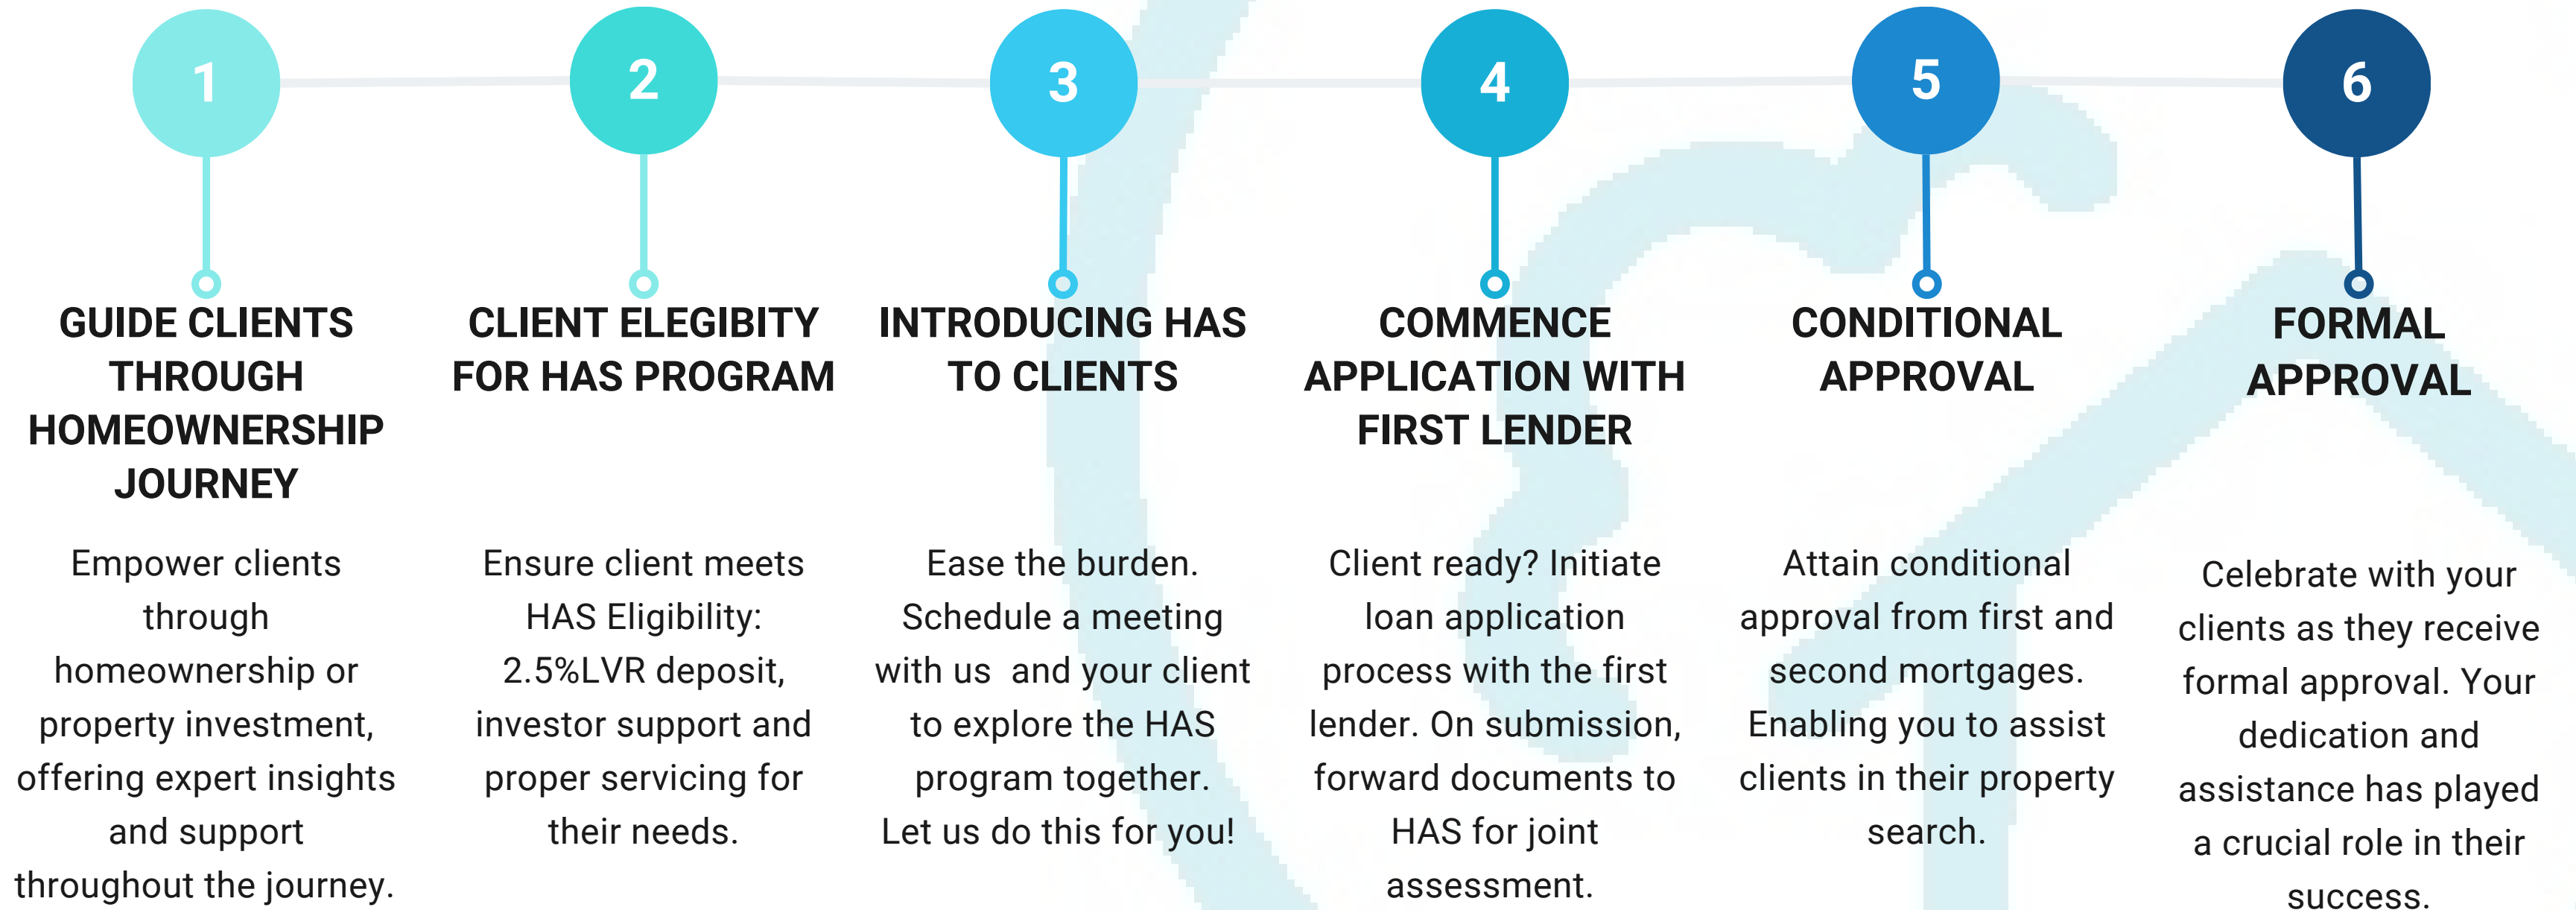 1
GUIDE CLIENTS
THROUGH
HOMEOWNERSHIP
JOURNEY
Empower clients
through
homeownership or
property investment,
offering expert insights
and support
throughout the journey.
2
CLIENT ELEGIBITY
FOR HAS PROGRAM
Ensure client meets
HAS Eligibility:
2.5%LVR deposit,
investor support and
proper servicing for
their needs.
3
INTRODUCING HAS
TO CLIENTS
Ease the burden.
Schedule a meeting
with us  and your client
to explore the HAS
program together.
Let us do this for you!
4
COMMENCE
APPLICATION WITH
FIRST LENDER
Client ready? Initiate
loan application
process with the first
lender. On submission,
forward documents to
HAS for joint
assessment.
5
CONDITIONAL
APPROVAL
Attain conditional
approval from first and
second mortgages.
Enabling you to assist
clients in their property
search.
6
FORMAL
APPROVAL
Celebrate with your
clients as they receive
formal approval. Your
dedication and
assistance has played
a crucial role in their
success.